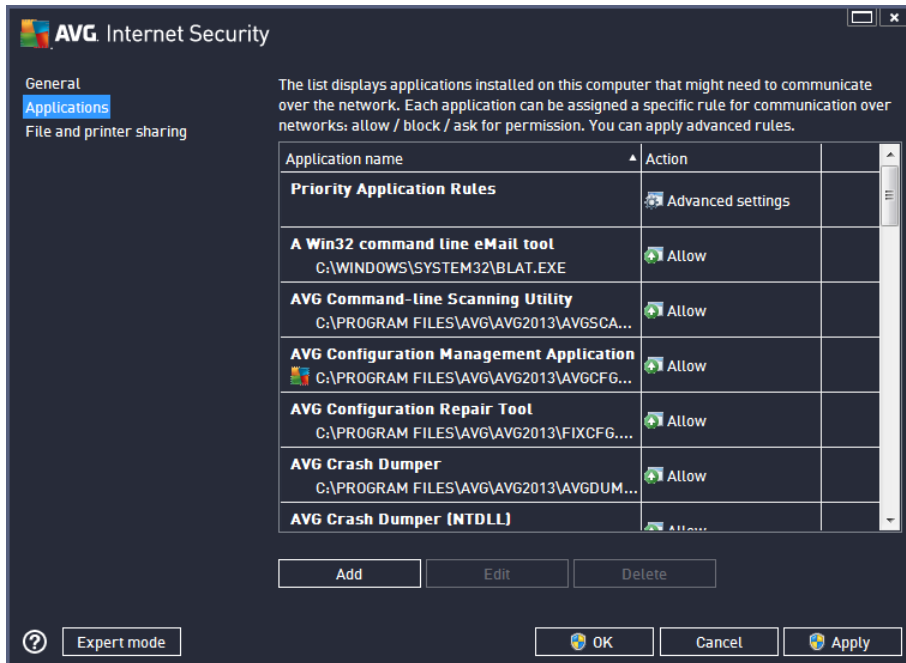 AVG. Internet Security
General
Applications
File and printer sharing
The list displays applications installed on this computer that might need to communicate
over the network. Each application can be assigned a specific rule for communication over
networks: allow / block / ask for permission. You can apply advanced rules.
Application name Action
Priority Application Rules
Advanced settings
A Win32 command line eMail tool
C:\WINDOWS\SYSTEM32\BLAT.EXE
Allow
AVG Command-line Scanning Utility
C:\PROGRAM FILES\AVG\AVG2013\AVGSCA...
Allow
AVG Configuration Management Application
C:\PROGRAM FILES\AVG\AVG2013\AVGCFG...
Allow
AVG Configuration Repair Tool
C:\PROGRAM FILES\AVG\AVG2013\FIXCFG....
Allow
AVG Crash Dumper
C:\PROGRAM FILES\AVG\AVG2013\AVGDUM...
Allow
AVG Crash Dumper (NTDLL)
Allow
Add Edit Delete
? Expert mode OK Cancel Apply